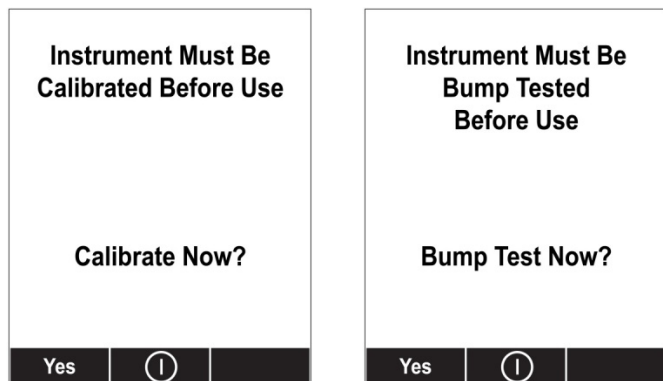 Instrument Must Be
Calibrated Before Use
Calibrate Now?
Yes
Instrument Must Be
Bump Tested
Before Use
Bump Test Now?
Yes